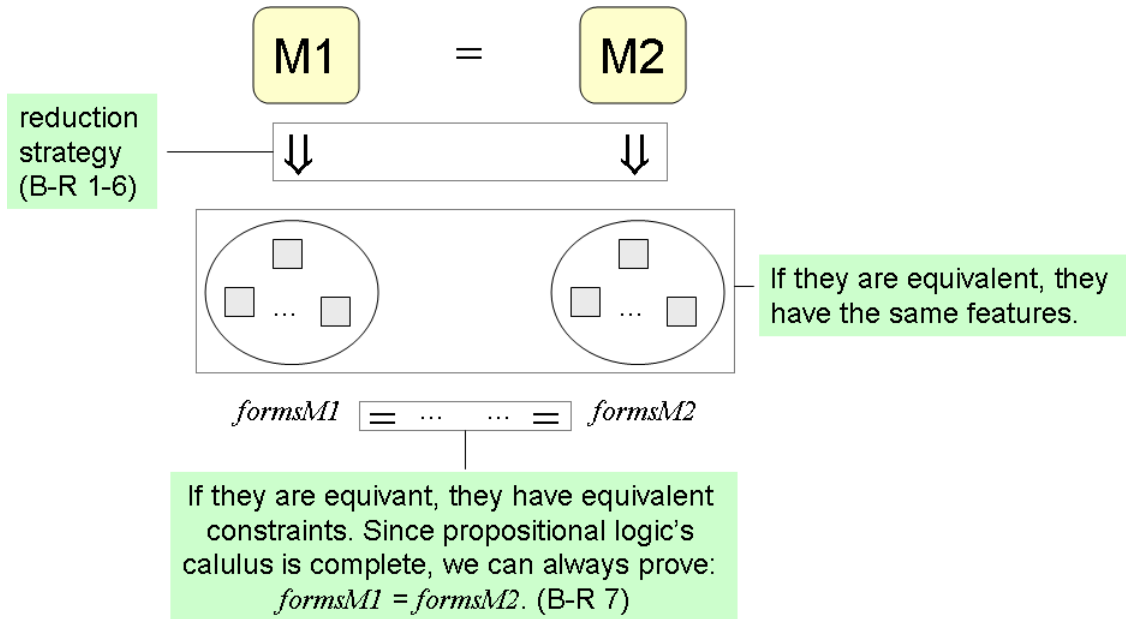 M1 = M2
reduction
strategy
(B-R 1-6)
⇓ ⇓
... ...
If they are equivalent, they
have the same features.
formsM1 = ... ... = formsM2
If they are equivant, they have equivalent
constraints. Since propositional logic's
calulus is complete, we can always prove:
formsM1 = formsM2. (B-R 7)